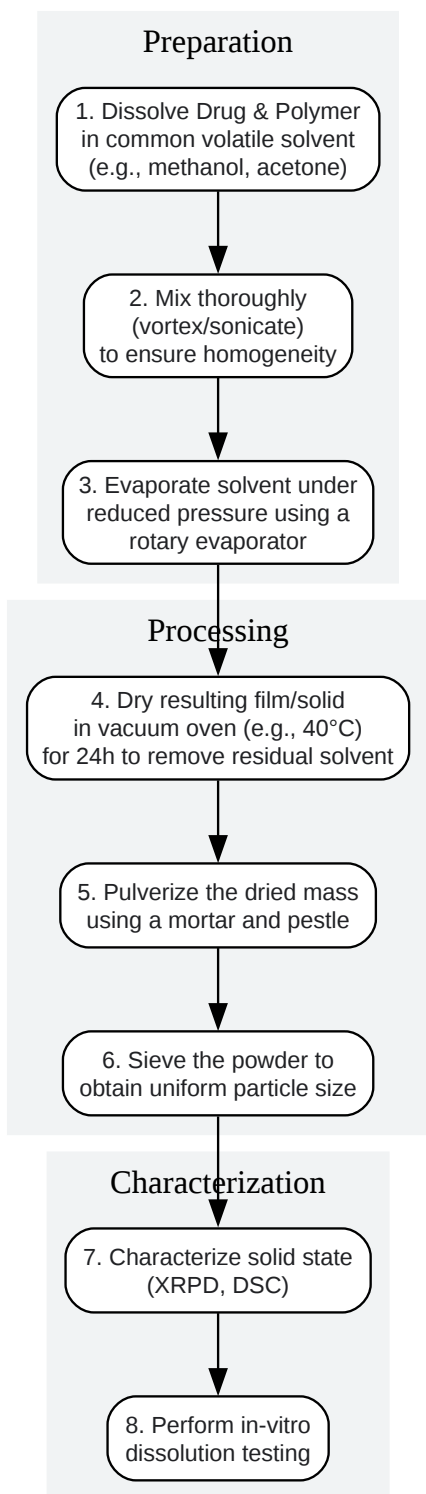 Preparation
1. Dissolve Drug & Polymer
in common volatile solvent
(e.g., methanol, acetone)
2. Mix thoroughly
(vortex/sonicate)
to ensure homogeneity
3. Evaporate solvent under
reduced pressure using a
rotary evaporator
Processing
4. Dry resulting film/solid
in vacuum oven (e.g., 40°C)
for 24h to remove residual solvent
5. Pulverize the dried mass
using a mortar and pestle
6. Sieve the powder to
obtain uniform particle size
Characterization
7. Characterize solid state
(XRPD, DSC)
8. Perform in-vitro
dissolution testing